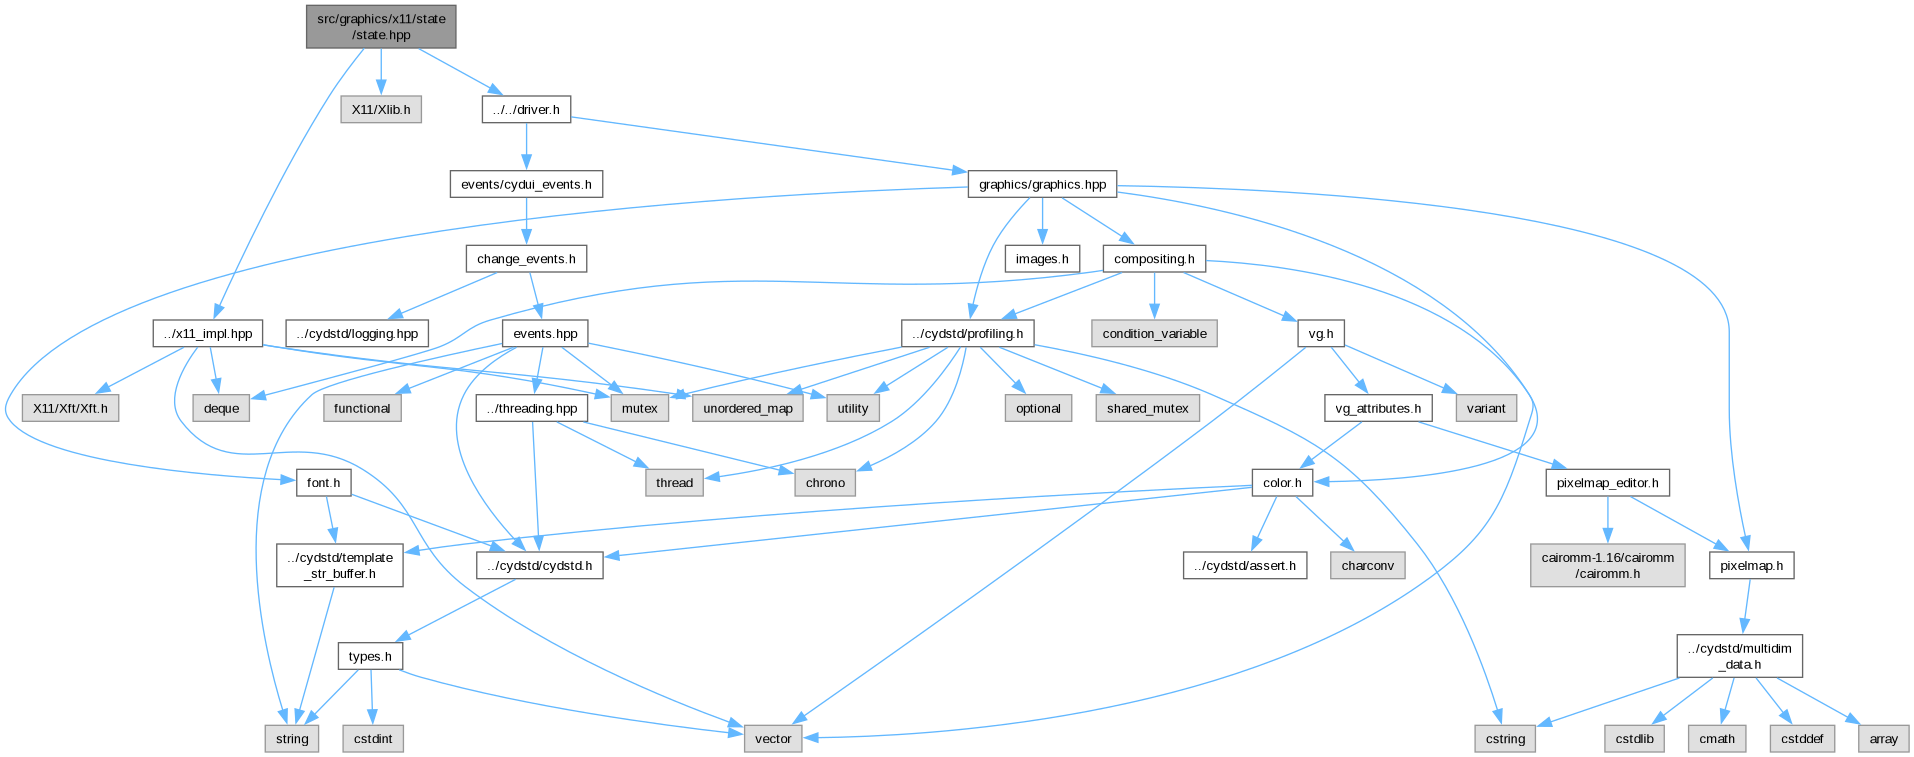 src/graphics/x11/state
/state.hpp
X11/Xlib.h
../../driver.h
events/cydui_events.h
graphics/graphics.hpp
change_events.h
images.h
compositing.h
../x11_impl.hpp
../cydstd/logging.hpp
events.hpp
../cydstd/profiling.h
condition_variable
vg.h
X11/Xft/Xft.h
deque
functional
../threading.hpp
mutex
unordered_map
utility
optional
shared_mutex
vg_attributes.h
variant
font.h
thread
chrono
color.h
pixelmap_editor.h
../cydstd/template
_str_buffer.h
../cydstd/cydstd.h
../cydstd/assert.h
charconv
cairomm-1.16/cairomm
/cairomm.h
pixelmap.h
types.h
../cydstd/multidim
_data.h
string
cstdint
vector
cstring
cstdlib
cmath
cstddef
array